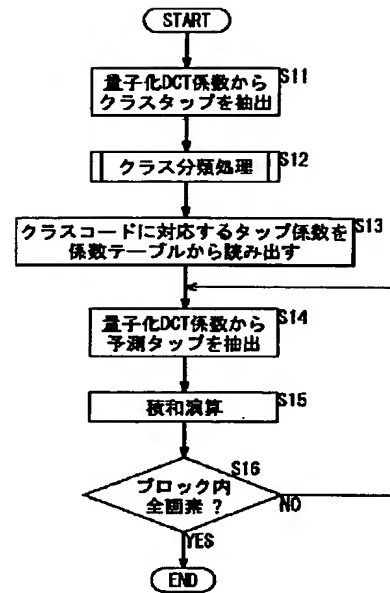 START
量子化DCT係数から
クラスタップを抽出
S11
クラス分類処理
S12
クラスコードに対応するタップ係数を
係数テーブルから読み出す
S13
量子化DCT係数から
予測タップを抽出
S14
積和演算
S15
ブロック内
全画素 ?
S16
NO
YES
END